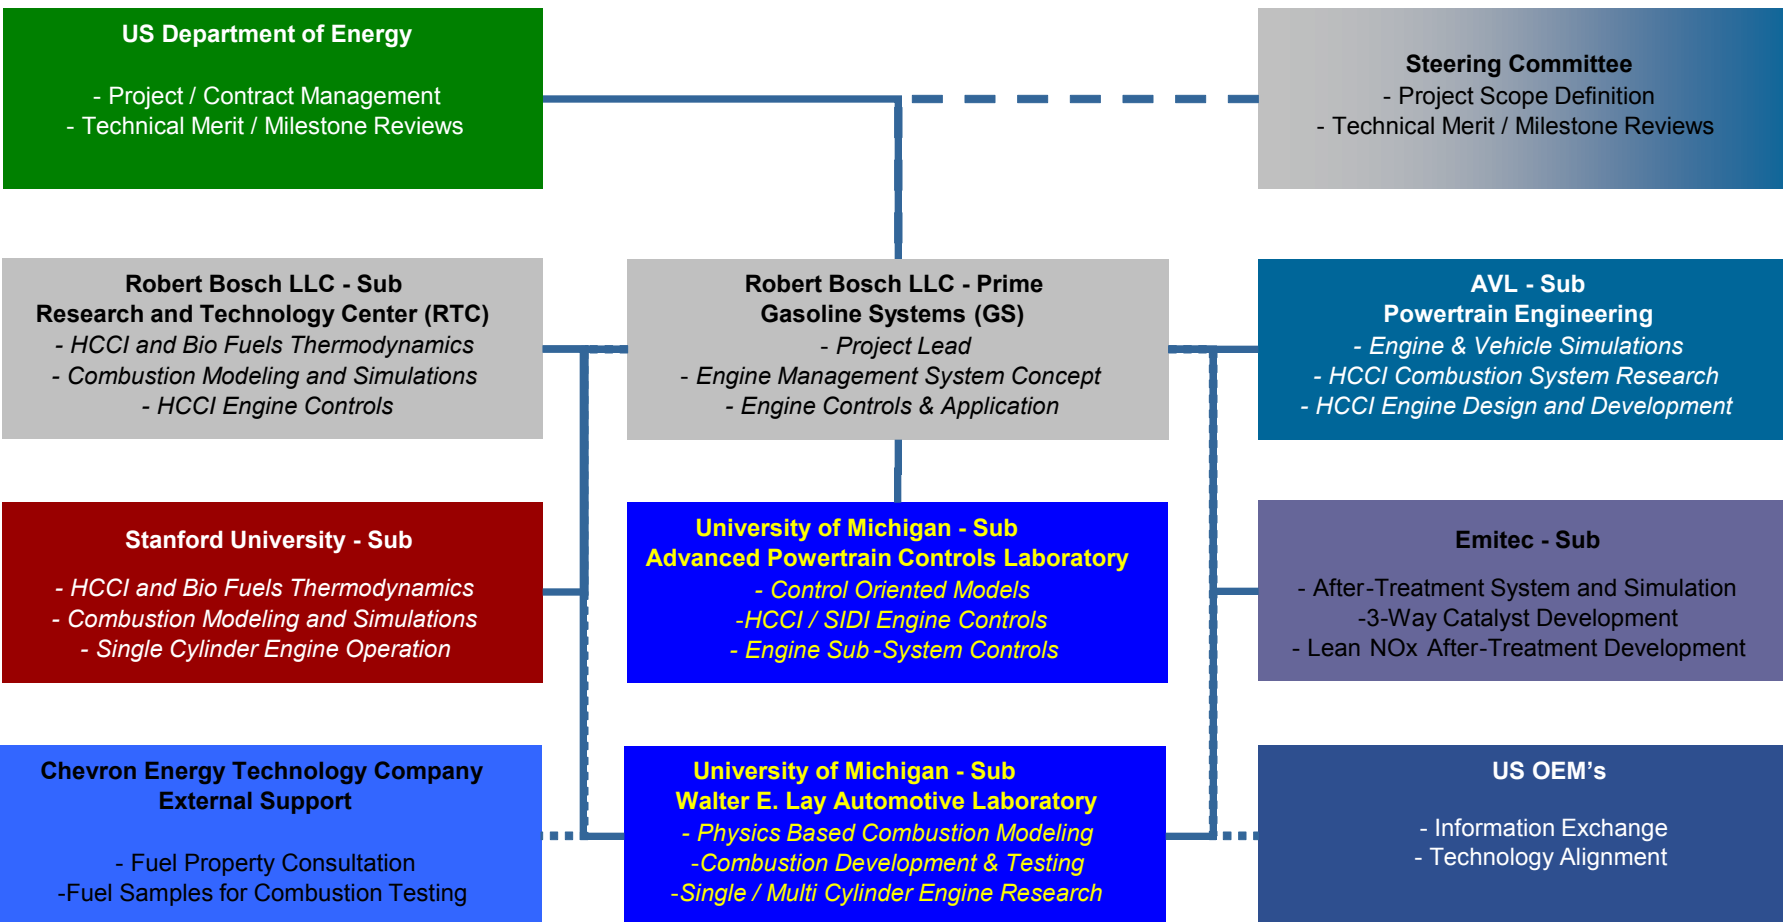 US Department of Energy
- Project / Contract Management
- Technical Merit / Milestone Reviews
Steering Committee
- Project Scope Definition
- Technical Merit / Milestone Reviews
Robert Bosch LLC - Sub
Research and Technology Center (RTC)
- HCCI and Bio Fuels Thermodynamics
- Combustion Modeling and Simulations
- HCCI Engine Controls
Robert Bosch LLC - Prime
Gasoline Systems (GS)
- Project Lead
- Engine Management System Concept
- Engine Controls & Application
AVL - Sub
Powertrain Engineering
- Engine & Vehicle Simulations
- HCCI Combustion System Research
- HCCI Engine Design and Development
Stanford University - Sub
- HCCI and Bio Fuels Thermodynamics
- Combustion Modeling and Simulations
- Single Cylinder Engine Operation
University of Michigan - Sub
Advanced Powertrain Controls Laboratory
- Control Oriented Models
-HCCI / SIDI Engine Controls
- Engine Sub-System Controls
Emitec - Sub
- After-Treatment System and Simulation
-3-Way Catalyst Development
- Lean NOx After-Treatment Development
Chevron Energy Technology Company
External Support
- Fuel Property Consultation
-Fuel Samples for Combustion Testing
University of Michigan - Sub
Walter E. Lay Automotive Laboratory
- Physics Based Combustion Modeling
-Combustion Development & Testing
-Single / Multi Cylinder Engine Research
US OEM's
- Information Exchange
- Technology Alignment